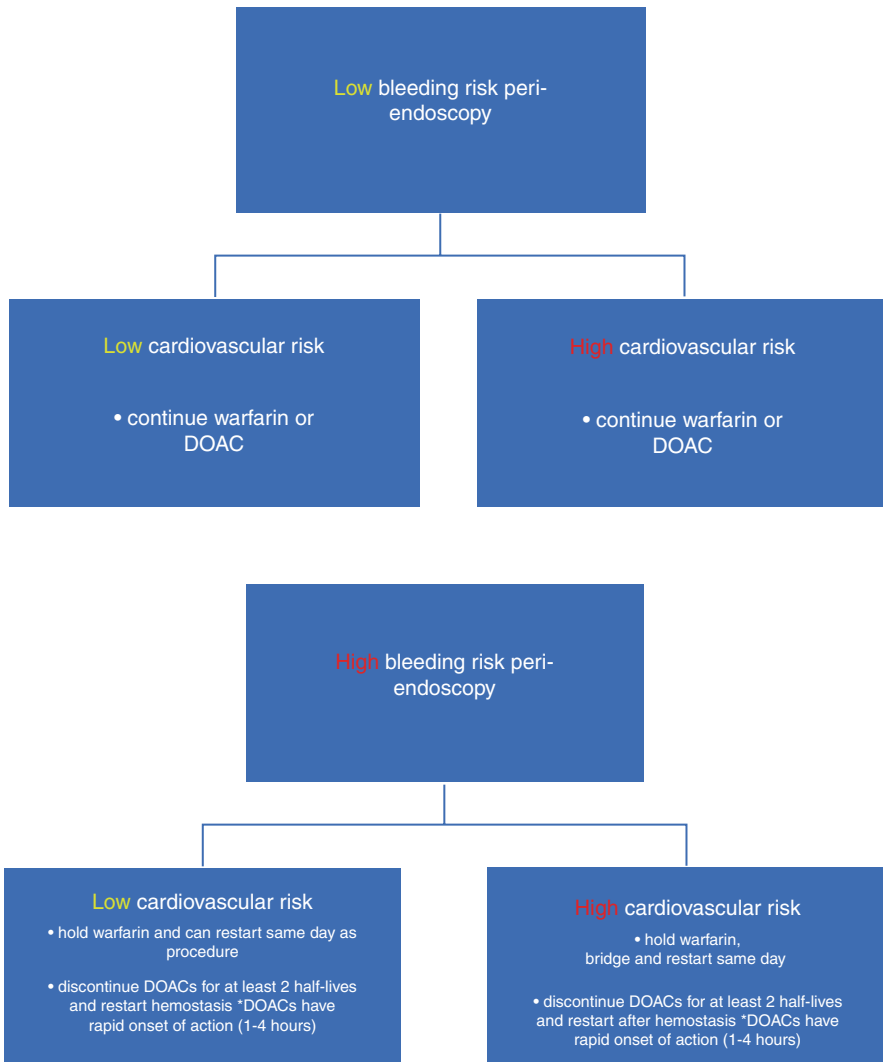 Low bleeding risk peri-
endoscopy
Low cardiovascular risk
• continue warfarin or
DOAC
High cardiovascular risk
• continue warfarin or
DOAC
High bleeding risk peri-
endoscopy
Low cardiovascular risk
• hold warfarin and can restart same day as
procedure
• discontinue DOACs for at least 2 half-lives
and restart hemostasis *DOACs have
rapid onset of action (1-4 hours)
High cardiovascular risk
• hold warfarin,
bridge and restart same day
• discontinue DOACs for at least 2 half-lives
and restart after hemostasis *DOACs have
rapid onset of action (1-4 hours)